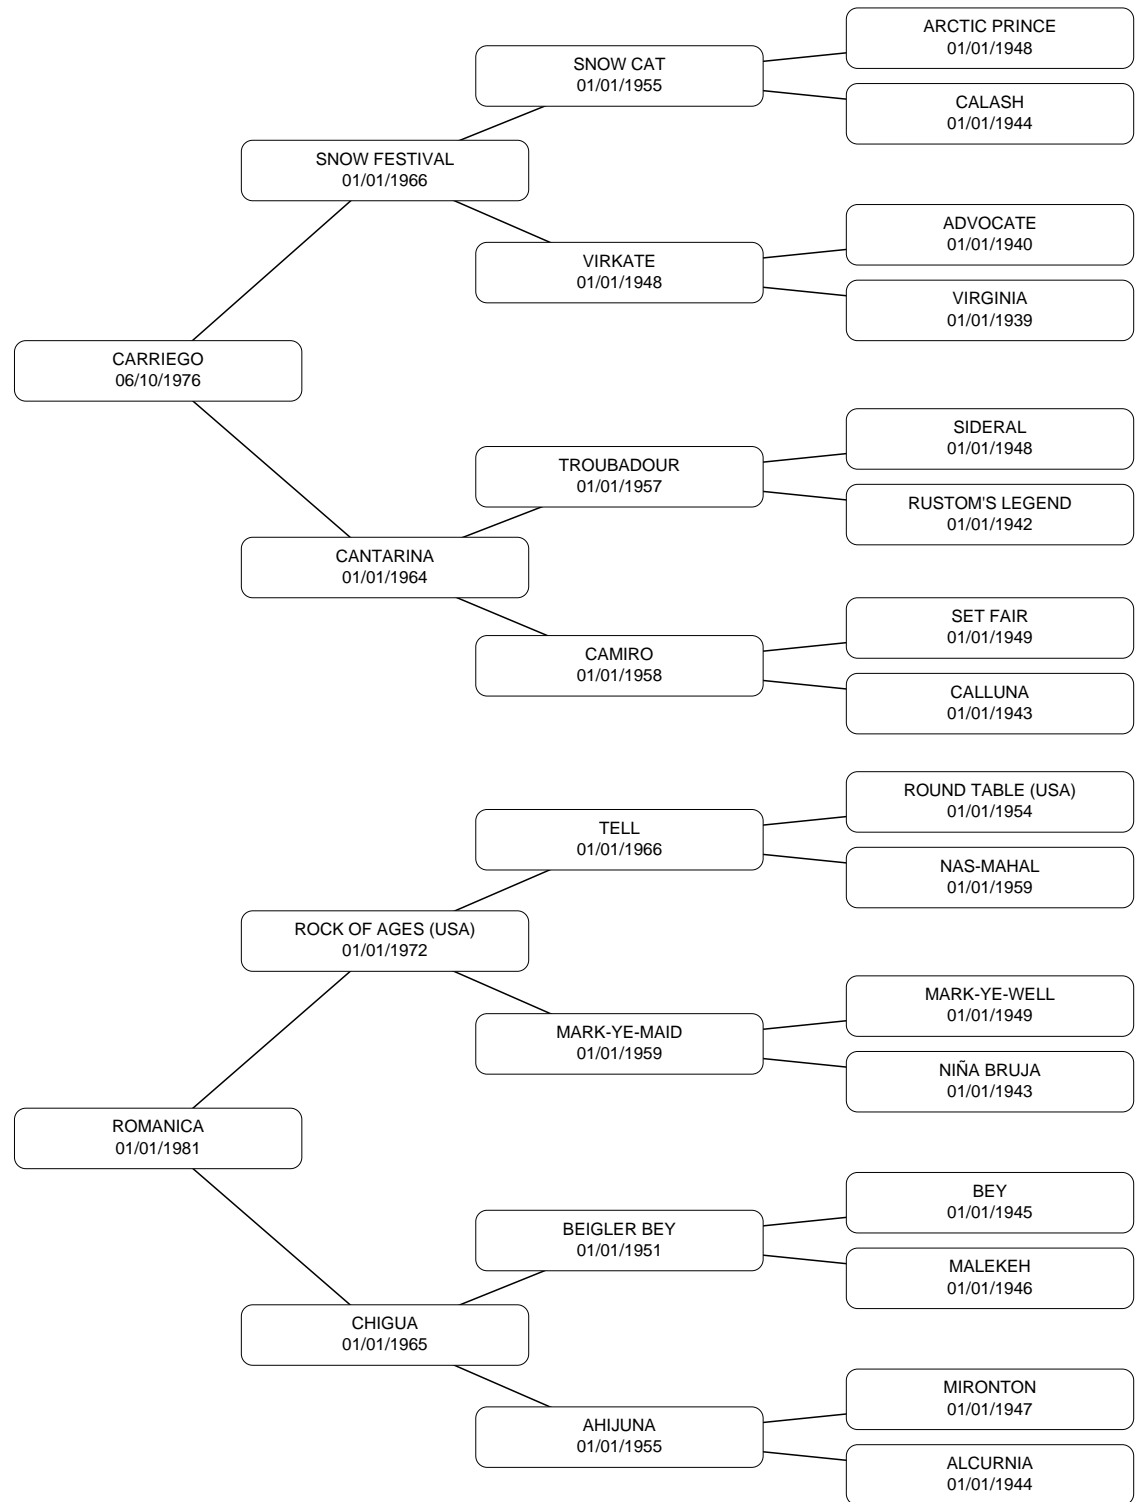 ARCTIC PRINCE
01/01/1948
SNOW CAT
01/01/1955
CALASH
01/01/1944
SNOW FESTIVAL
01/01/1966
ADVOCATE
01/01/1940
VIRKATE
01/01/1948
VIRGINIA
01/01/1939
CARRIEGO
06/10/1976
SIDERAL
01/01/1948
TROUBADOUR
01/01/1957
RUSTOM'S LEGEND
01/01/1942
CANTARINA
01/01/1964
SET FAIR
01/01/1949
CAMIRO
01/01/1958
CALLUNA
01/01/1943
ROUND TABLE (USA)
01/01/1954
TELL
01/01/1966
NAS-MAHAL
01/01/1959
ROCK OF AGES (USA)
01/01/1972
MARK-YE-WELL
01/01/1949
MARK-YE-MAID
01/01/1959
NIÑA BRUJA
01/01/1943
ROMANICA
01/01/1981
BEY
01/01/1945
BEIGLER BEY
01/01/1951
MALEKEH
01/01/1946
CHIGUA
01/01/1965
MIRONTON
01/01/1947
AHIJUNA
01/01/1955
ALCURNIA
01/01/1944